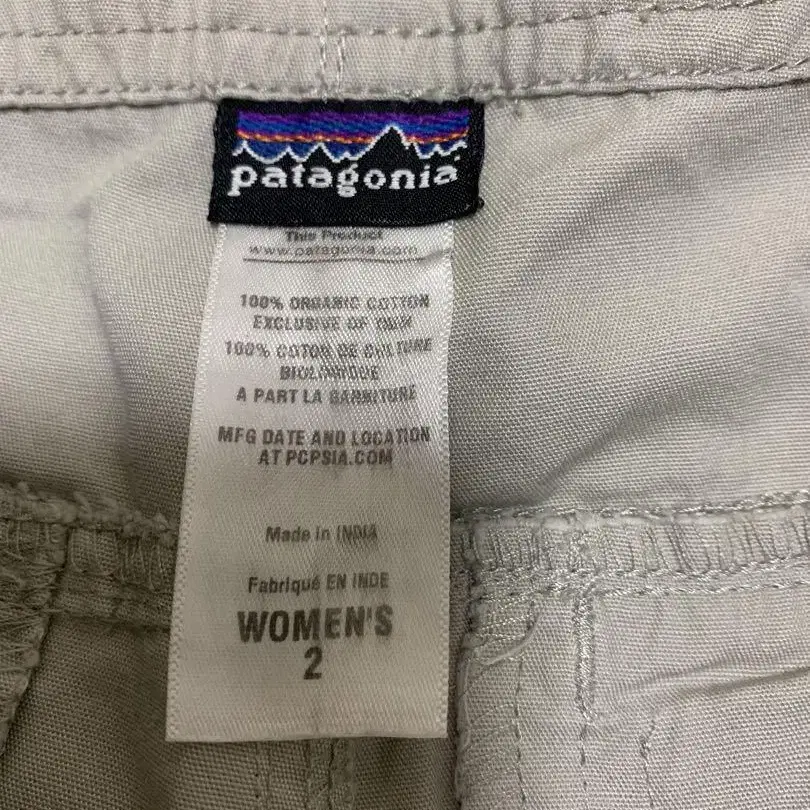 patagonia
This Product
www.patagonia.com
100% ORGANIC COTTON
EXCLUSIVE OF TRIM
100% COTON DE CULTURE
BIOLOGIQUE
A PART LA GARNITURE
MFG DATE AND LOCATION
AT PCPSIA.COM
Made in INDIA
Fabriqué EN INDE
WOMEN'S
2